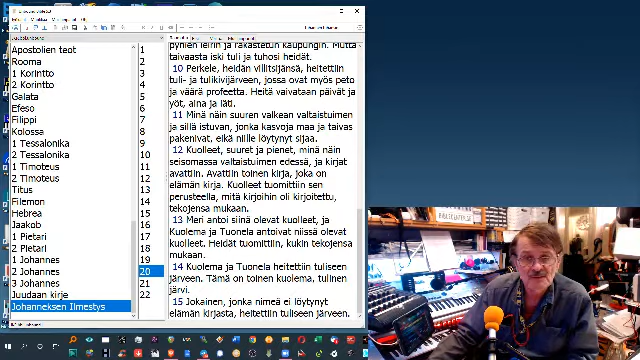 Apostolien teot
Rooma
1 Korintto
2 Korintto
Galata
Efeso
Filippi
Kolossa
1 Tessalonika
2 Tessalonika
1 Timoteus
2 Timoteus
Titus
Filemon
Hebrea
Jaakob
1 Pietari
2 Pietari
1 Johannes
2 Johannes
3 Johannes
Juudaan kirje
Johanneksen Ilmestys
1
2
3
4
5
6
7
8
9
10
11
12
13
14
15
16
17
18
19
20
21
22
pyhien leirin ja rakastetun kaupungin. Mutta
taivaasta iski tuli ja tuhosi heidät.
10 Perkele, heidän villitsijänsä, heitettiin
tuli- ja tulikivijärveen, jossa ovat myös peto
ja väärä profeetta. Heitä vaivataan päivät ja
yöt, aina ja iäti.
11 Minä näin suuren valkean valtaistuimen
ja sillä istuvan, jonka kasvoja maa ja taivas
pakenivat, eikä niille löytynyt sijaa.
12 Kuolleet, suuret ja pienet, minä näin
seisomassa valtaistuimen edessä, ja kirjat
avattiin. Avattiin toinen kirja, joka on
elämän kirja. Kuolleet tuomittiin sen
perusteella, mitä kirjoihin oli kirjoitettu,
tekojensa mukaan.
13 Meri antoi siinä olevat kuolleet, ja
Kuolema ja Tuonela antoivat niissä olevat
kuolleet. Heidät tuomittiin, kukin tekojensa
mukaan.
14 Kuolema ja Tuonela heitettiin tuliseen
järveen. Tämä on toinen kuolema, tulinen
järvi.
15 Jokainen, jonka nimeä ei löytynyt
elämän kirjasta, heitettiin tuliseen järveen.